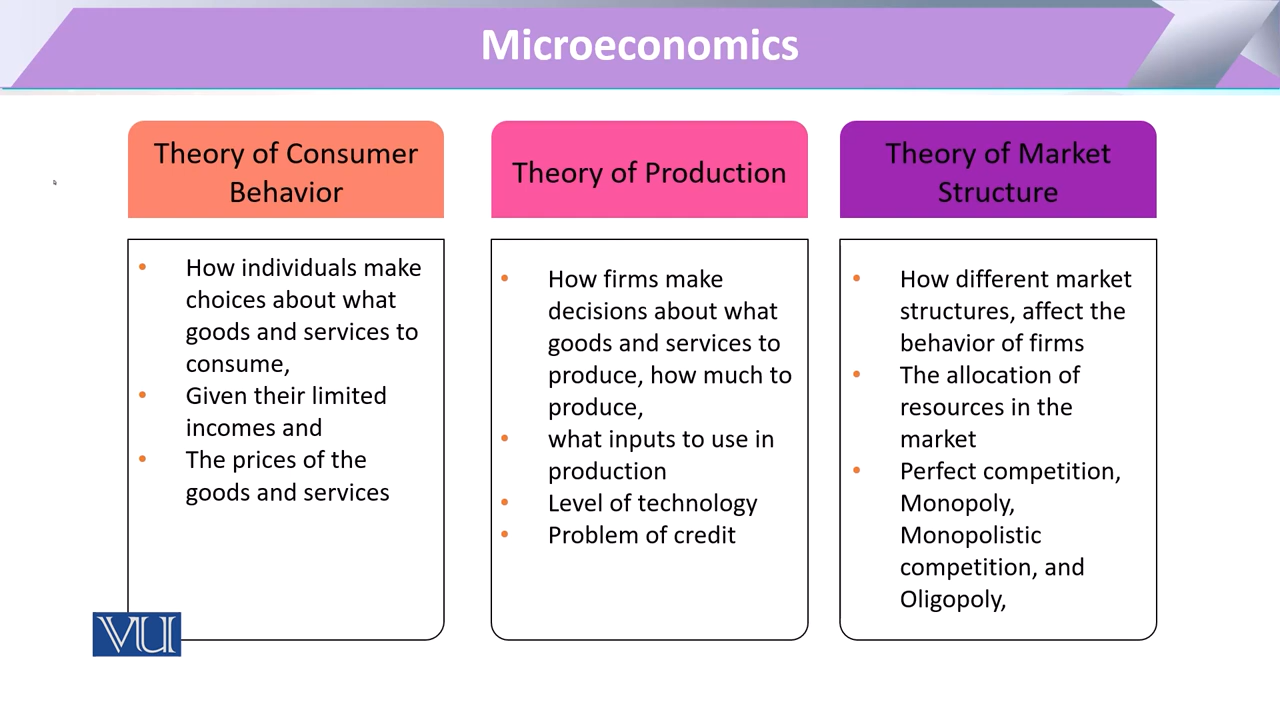 Microeconomics
Theory of Consumer
Behavior
• How individuals make
choices about what
goods and services to
consume,
• Given their limited
incomes and
• The prices of the
goods and services
Theory of Production
• How firms make
decisions about what
goods and services to
produce, how much to
produce,
• what inputs to use in
production
• Level of technology
• Problem of credit
Theory of Market
Structure
• How different market
structures, affect the
behavior of firms
• The allocation of
resources in the
market
• Perfect competition,
Monopoly,
Monopolistic
competition, and
Oligopoly,
VU